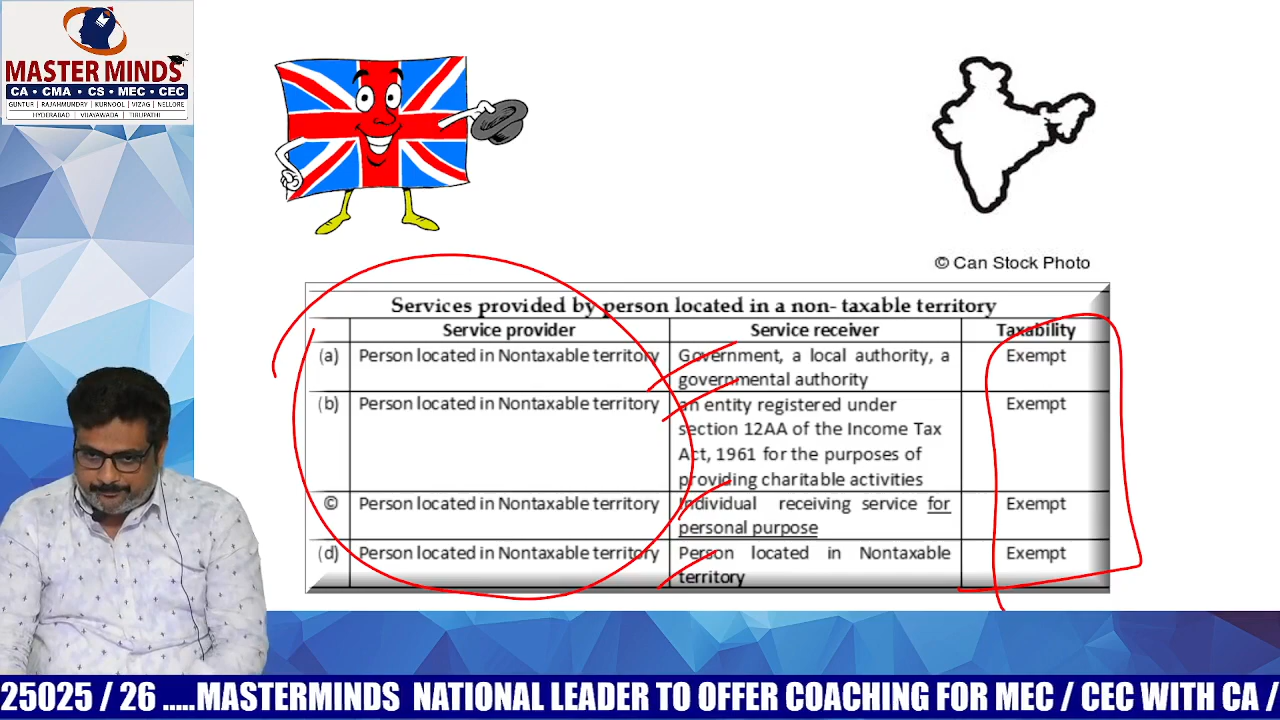 MASTER MINDS
CA • CMA • CS • MEC • CEC
GUNTUR | RAJAHMUNDRY | KURNOOL | VIZAG | NELLORE
HYDERABAD | VIJAYAWADA | TIRUPATHI
© Can Stock Photo
Services provided by person located in a non- taxable territory
Service provider Service receiver Taxability
(a) Person located in Nontaxable territory Government, a local authority, a Exempt
governmental authority
(b) Person located in Nontaxable territory an entity registered under Exempt
section 12AA of the Income Tax
Act, 1961 for the purposes of
providing charitable activities
© Person located in Nontaxable territory Individual receiving service for Exempt
personal purpose
(d) Person located in Nontaxable territory Person located in Nontaxable Exempt
territory
25025 / 26 .....MASTERMINDS NATIONAL LEADER TO OFFER COACHING FOR MEC / CEC WITH CA /